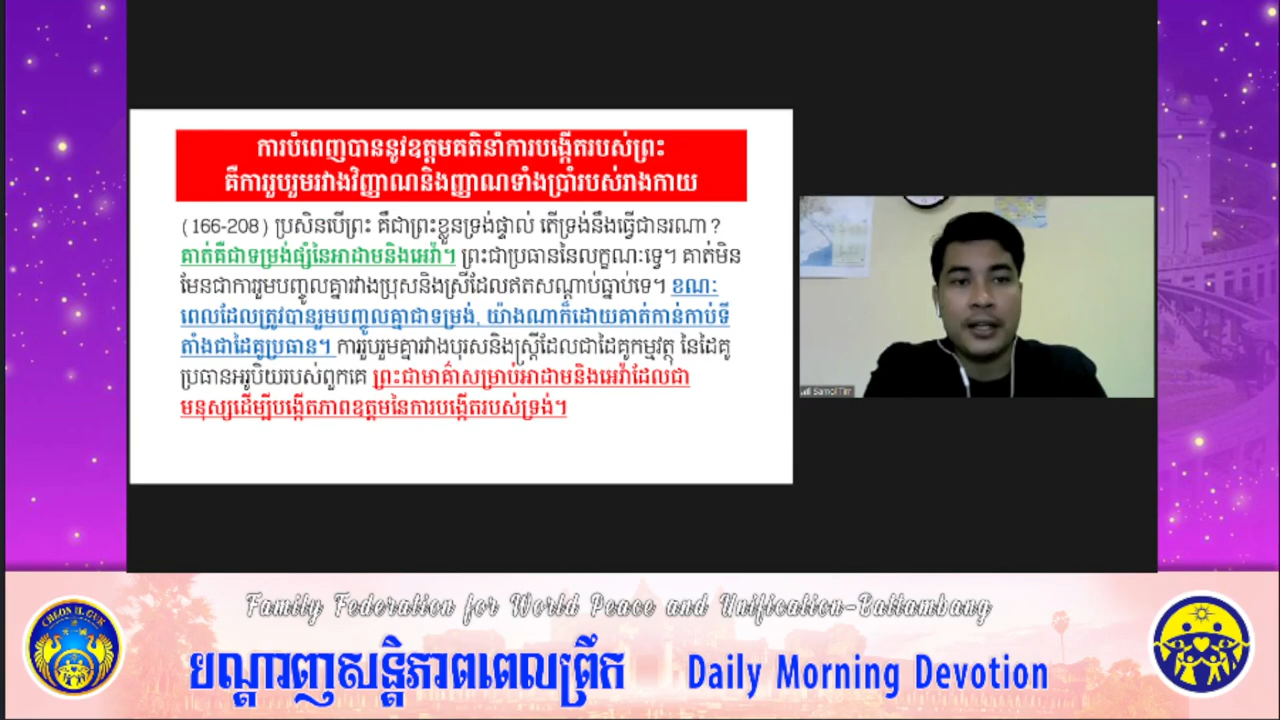 ការបំពេញបាននូវឧត្តមគតិនាំការបង្កើតរបស់ព្រះ
គឺការរួបរួមរវាងវិញ្ញាណនិងញ្ញាណទាំងប្រាំរបស់រាងកាយ
(166-208) ប្រសិនបើព្រះ គឺជាព្រះខ្លួនទ្រង់ផ្ទាល់ តើទ្រង់នឹងធ្វើជានរណា?
គាត់គឺជាទម្រង់ផ្សំនៃអាដាមនិងអេវ៉ា។ ព្រះជាប្រធាននៃលក្ខណៈទ្វេ។ គាត់មិន
មែនជាការរួមបញ្ចូលគ្នារវាងប្រុសនិងស្រីដែលឥតសណ្តាប់ធ្នាប់ទេ។ ខណៈ
ពេលដែលត្រូវបានរួមបញ្ចូលគ្នាជាទម្រង់, យ៉ាងណាក៏ដោយគាត់កាន់កាប់ទី
តាំងជាដៃគូប្រធាន។ ការរួបរួមគ្នារវាងបុរសនិងស្ត្រីដែលជាដៃគូកម្មវត្ថុ នៃដៃគូ
ប្រធានអរូបិយរបស់ពួកគេ ព្រះជាមាគ៌ាសម្រាប់អាដាមនិងអេវ៉ាដែលជា
មនុស្សដើម្បីបង្កើតភាពឧត្តមនៃការបង្កើតរបស់ទ្រង់។
Samol Tim
Family Federation for World Peace and Unification-Battambang
បណ្តាញសន្តិភាពពេលព្រឹក Daily Morning Devotion
CHEON IL GUK